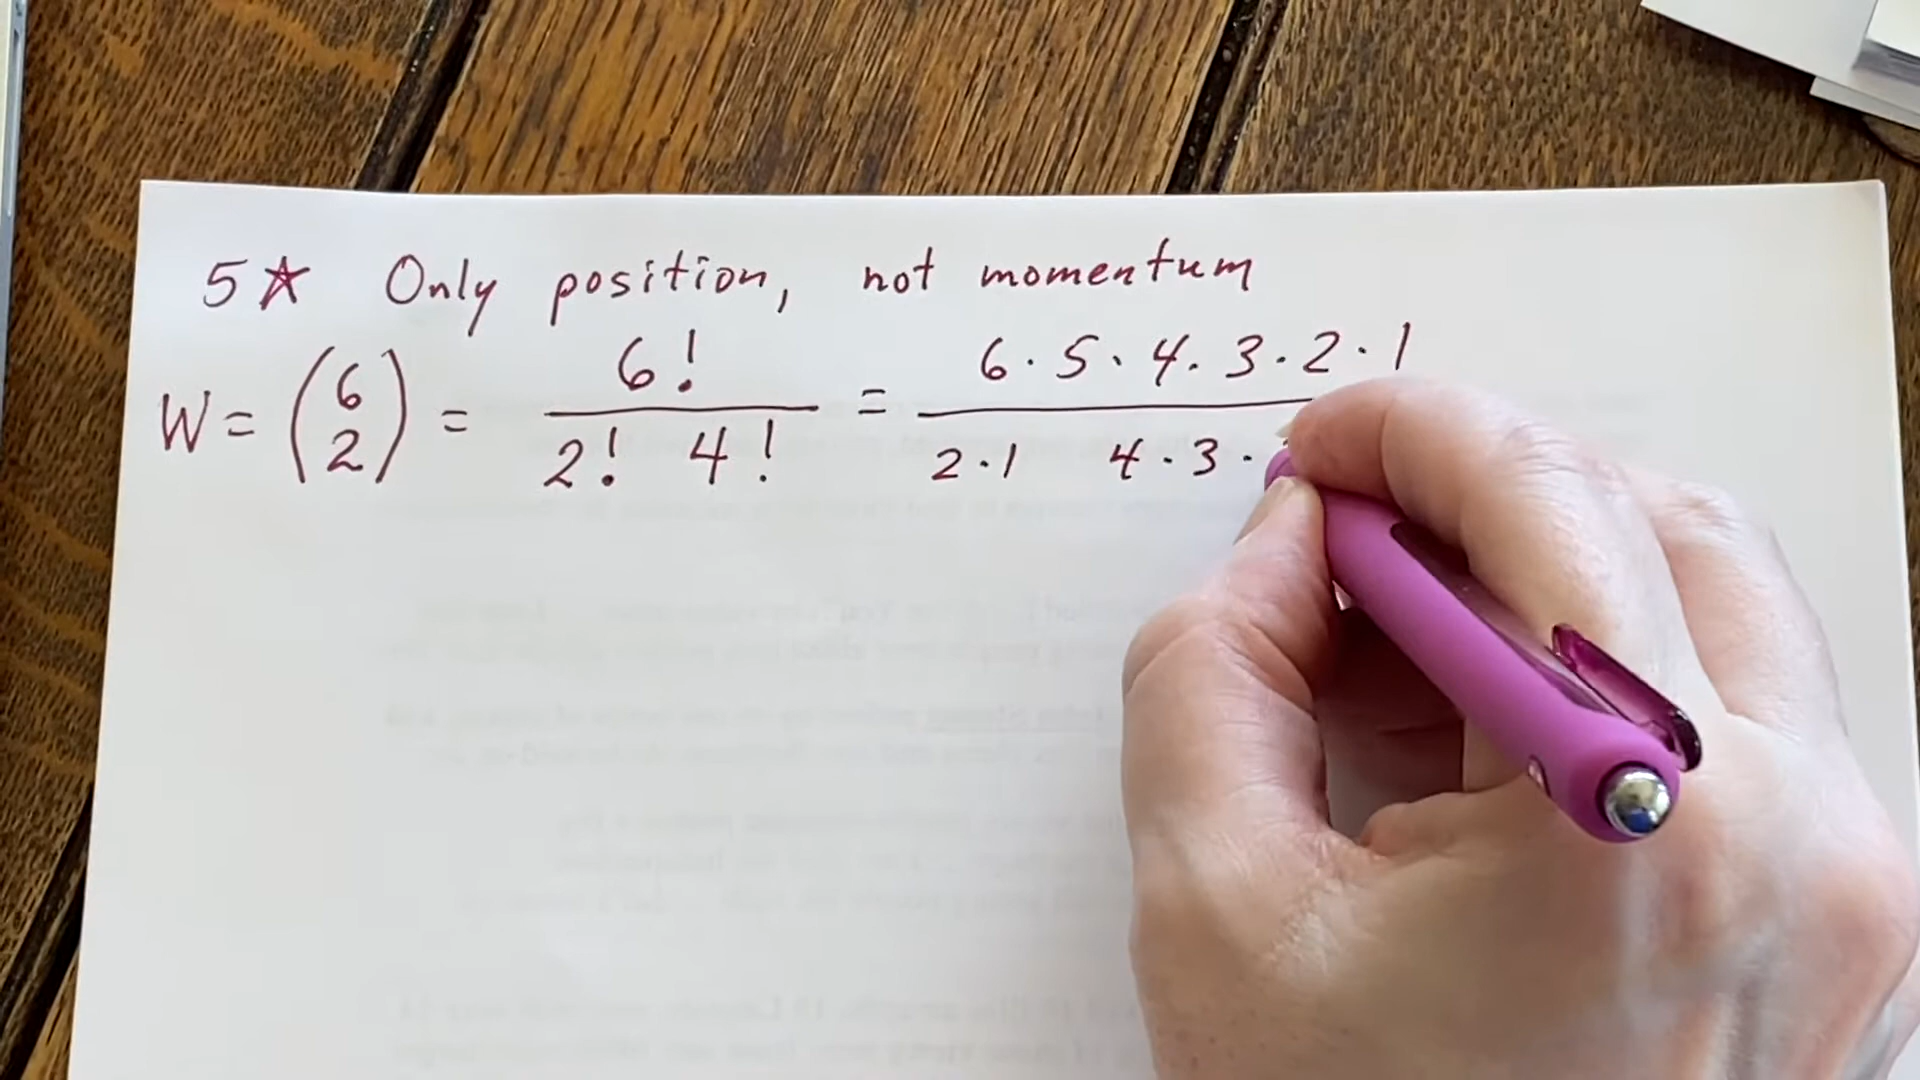 5☆ Only position, not momentum
W = (6 2) = 6! / 2! 4! = 6 · 5 · 4 · 3 · 2 · 1 / 2 · 1 4 · 3 ·